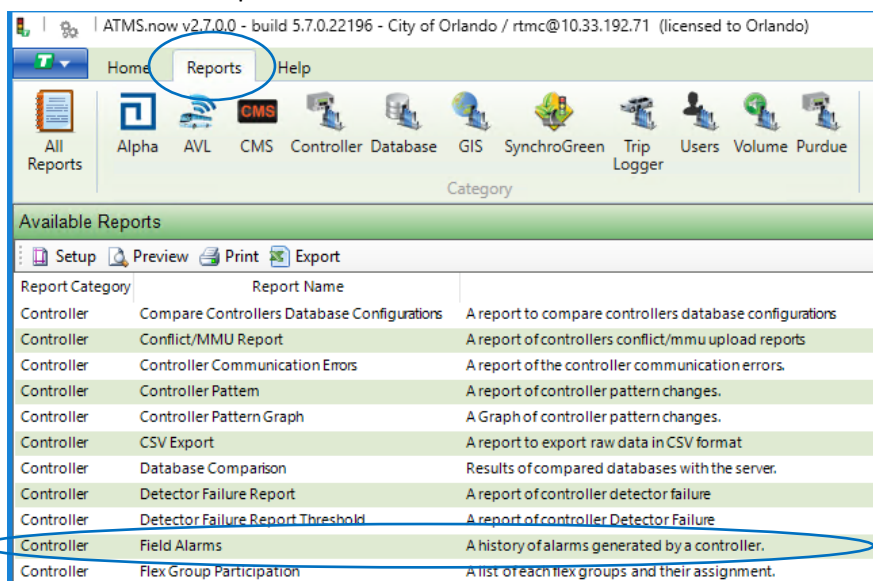 ATMS.now v2.7.0.0 - build 5.7.0.22196 - City of Orlando / rtmc@10.33.192.71 (licensed to Orlando)
T Home Reports Help
CMS
All Reports Alpha AVL CMS Controller Database GIS SynchroGreen Trip Logger Users Volume Purdue
Category
Available Reports
Setup Preview Print Export
Report Category Report Name
Controller Compare Controllers Database Configurations A report to compare controllers database configurations
Controller Conflict/MMU Report A report of controllers conflict/mmu upload reports
Controller Controller Communication Errors A report of the controller communication errors.
Controller Controller Pattern A report of controller pattern changes.
Controller Controller Pattern Graph A Graph of controller pattern changes.
Controller CSV Export A report to export raw data in CSV format
Controller Database Comparison Results of compared databases with the server.
Controller Detector Failure Report A report of controller detector failure
Controller Detector Failure Report Threshold A report of controller Detector Failure
Controller Field Alarms A history of alarms generated by a controller.
Controller Flex Group Participation A list of each flex groups and their assignment.